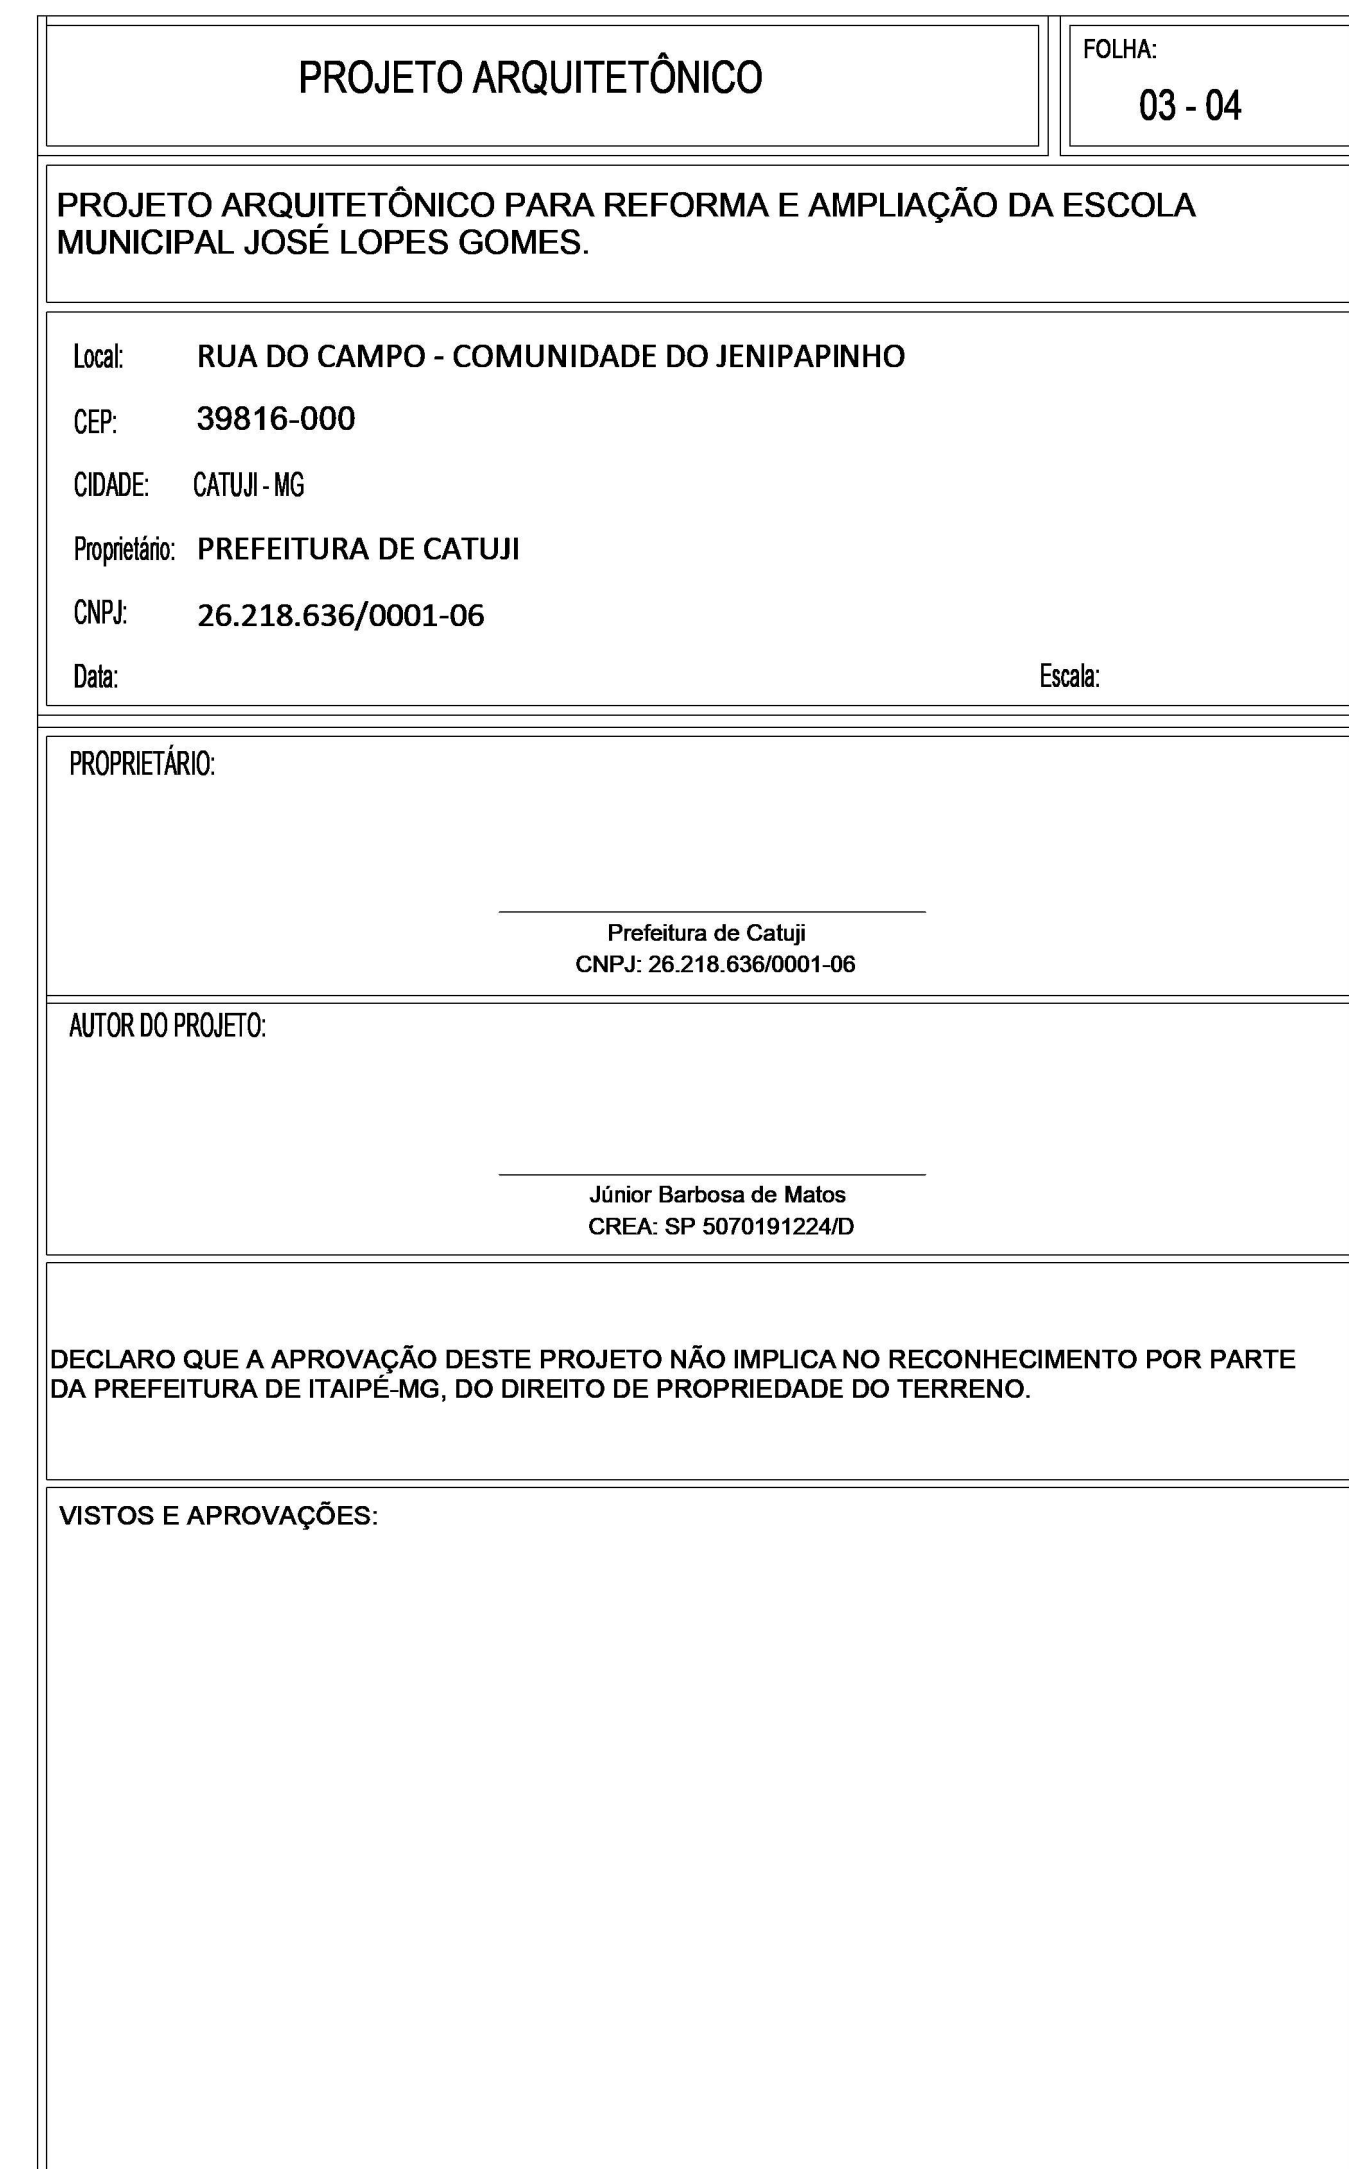 PROJETO ARQUITETÔNICO
FOLHA:
03 - 04
PROJETO ARQUITETÔNICO PARA REFORMA E AMPLIAÇÃO DA ESCOLA
MUNICIPAL JOSÉ LOPES GOMES.
Local: RUA DO CAMPO - COMUNIDADE DO JENIPAPINHO
CEP: 39816-000
CIDADE: CATUJI - MG
Proprietário: PREFEITURA DE CATUJI
CNPJ: 26.218.636/0001-06
Data: Escala:
PROPRIETÁRIO:
Prefeitura de Catuji
CNPJ: 26.218.636/0001-06
AUTOR DO PROJETO:
Júnior Barbosa de Matos
CREA: SP 5070191224/D
DECLARO QUE A APROVAÇÃO DESTE PROJETO NÃO IMPLICA NO RECONHECIMENTO POR PARTE
DA PREFEITURA DE ITAIPÉ-MG, DO DIREITO DE PROPRIEDADE DO TERRENO.
VISTOS E APROVAÇÕES: